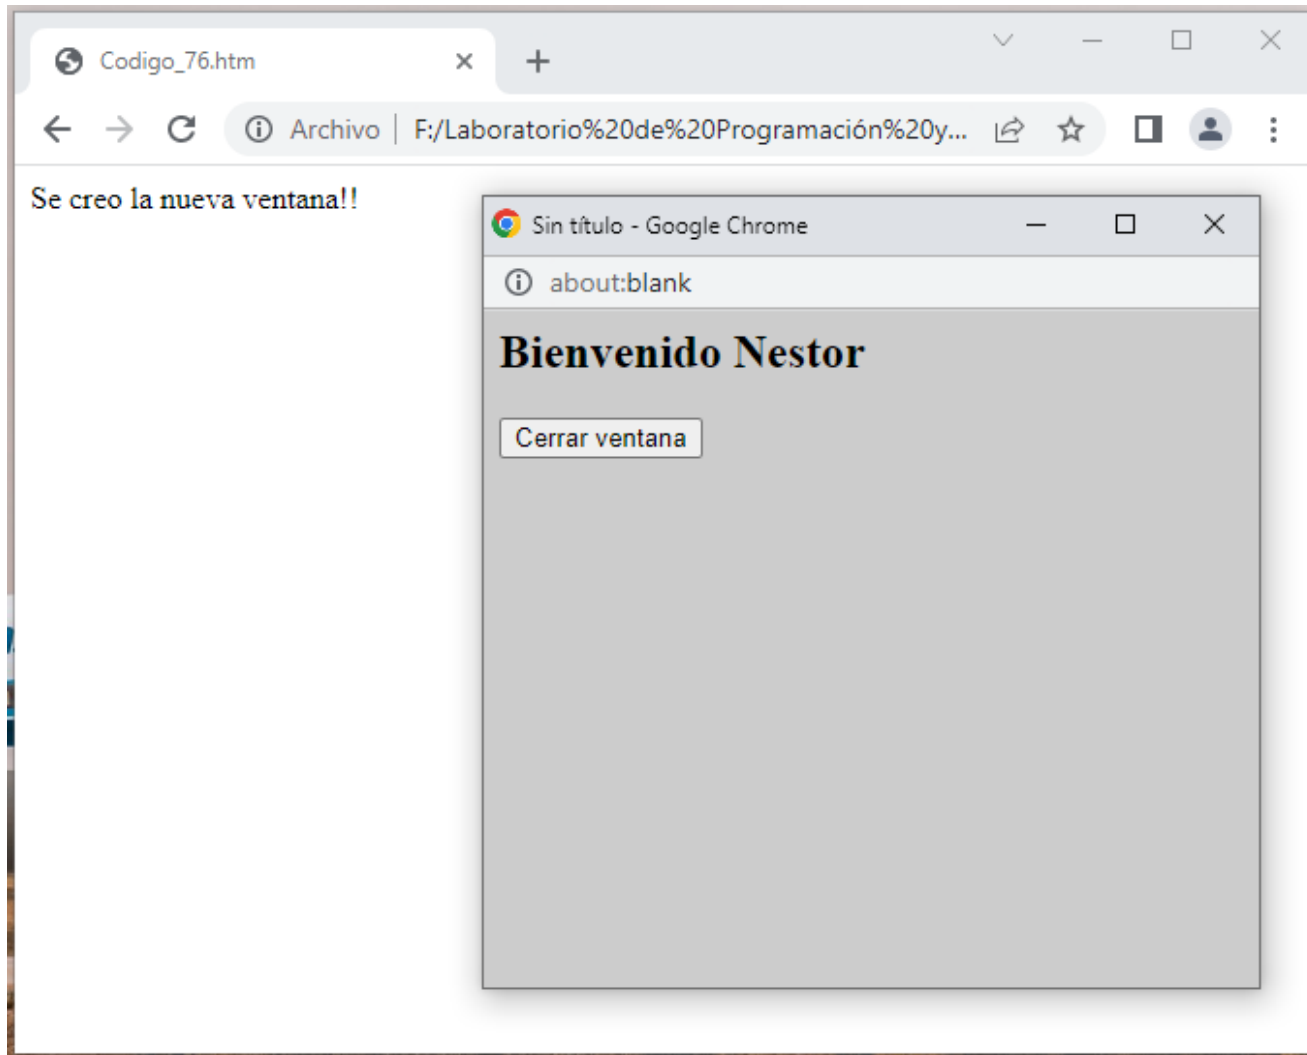 Codigo_76.htm
Archivo | F:/Laboratorio%20de%20Programación%20y...
Se creo la nueva ventana!!
Sin título - Google Chrome
about:blank
Bienvenido Nestor
Cerrar ventana